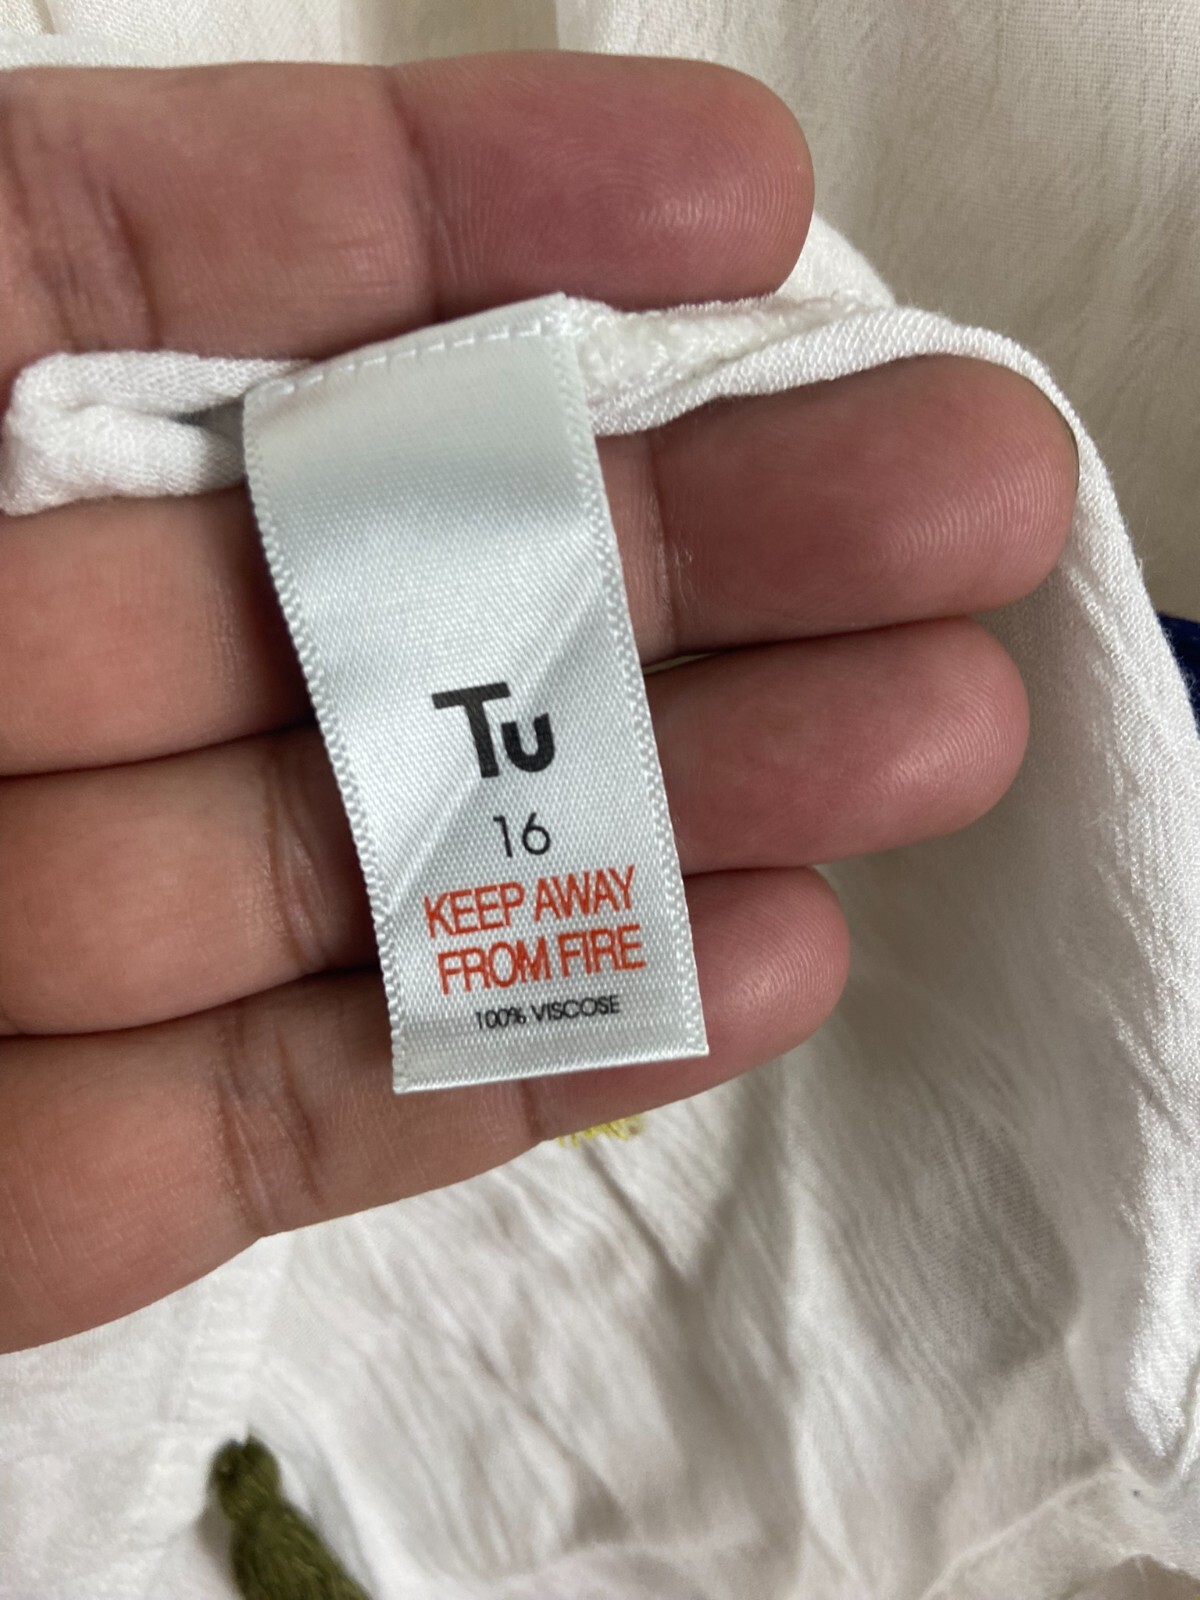 Tu
16
KEEP AWAY
FROM FIRE
100% VISCOSE